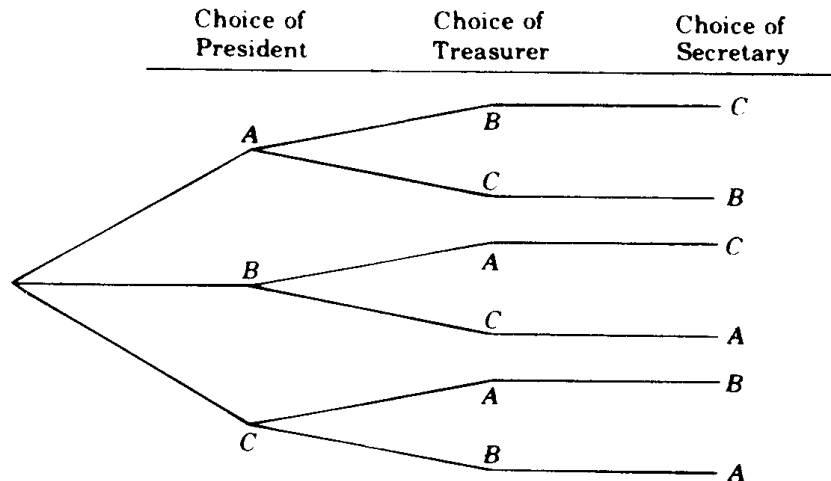 Choice of President
Choice of Treasurer
Choice of Secretary
B C
A
C B
A C
B
C A
A B
C
B A